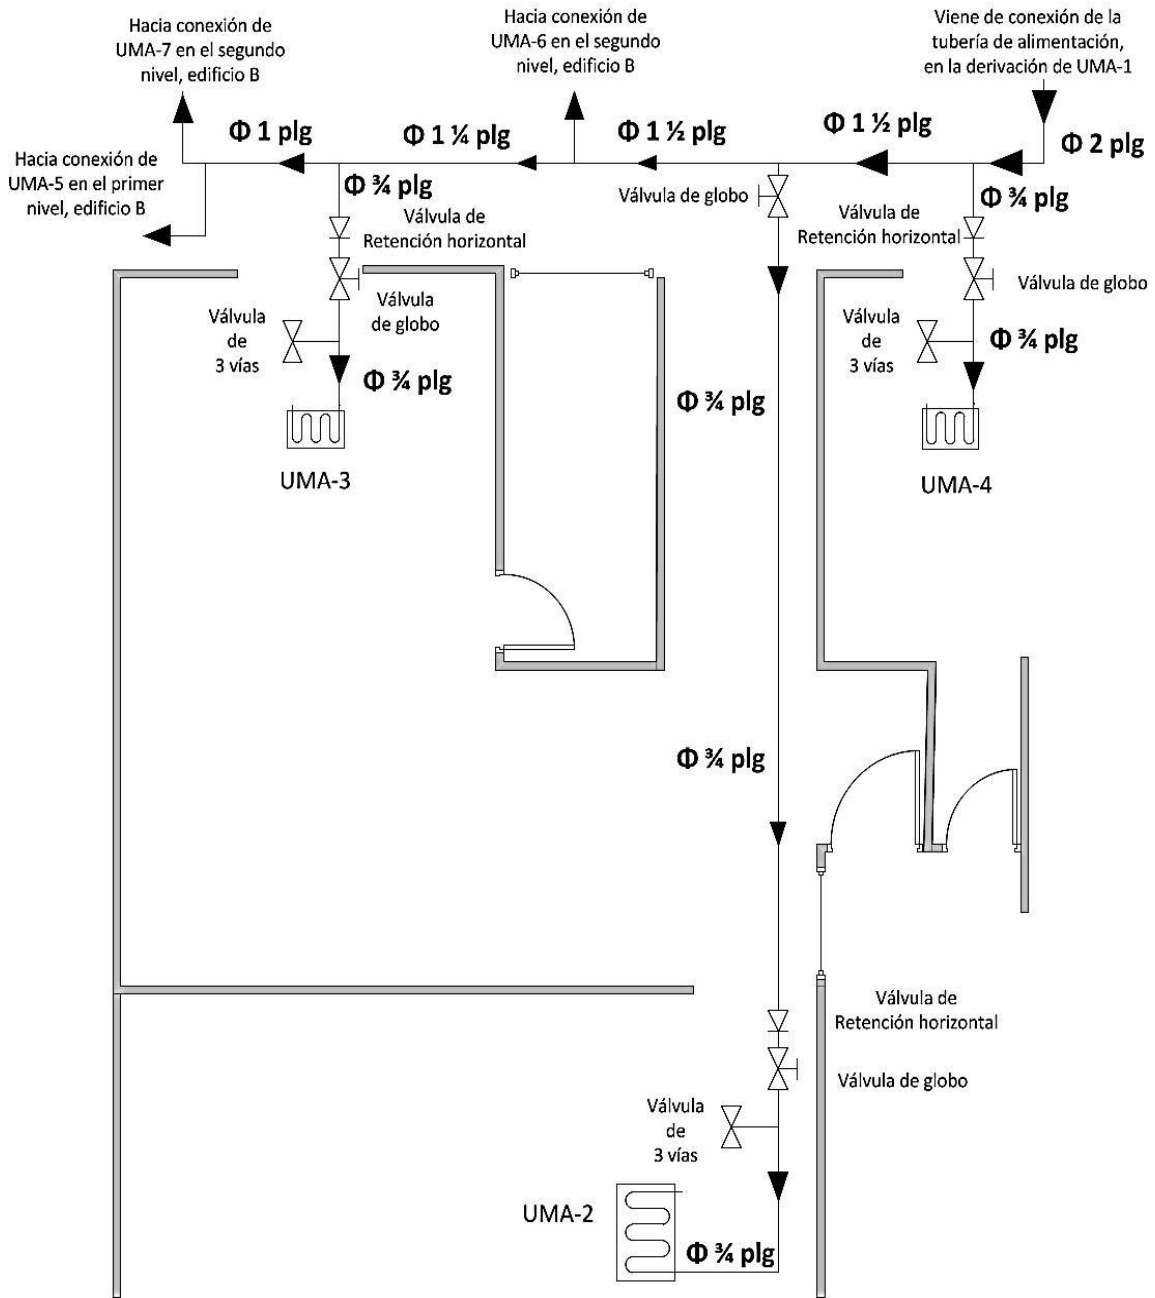 Hacia conexión de
UMA-7 en el segundo
nivel, edificio B
Hacia conexión de
UMA-6 en el segundo
nivel, edificio B
Viene de conexión de la
tubería de alimentación,
en la derivación de UMA-1
Φ 1 plg
Φ 1 ¼ plg
Φ 1 ½ plg
Φ 1 ½ plg
Φ 2 plg
Hacia conexión de
UMA-5 en el primer
nivel, edificio B
Φ ¾ plg
Válvula de
Retención horizontal
Válvula de globo
Válvula de
Retención horizontal
Φ ¾ plg
Válvula
de
3 vías
Válvula
de globo
Válvula
de
3 vías
Válvula de globo
Φ ¾ plg
Φ ¾ plg
Φ ¾ plg
UMA-3
UMA-4
Φ ¾ plg
Válvula de
Retención horizontal
Válvula de globo
Válvula
de
3 vías
UMA-2
Φ ¾ plg